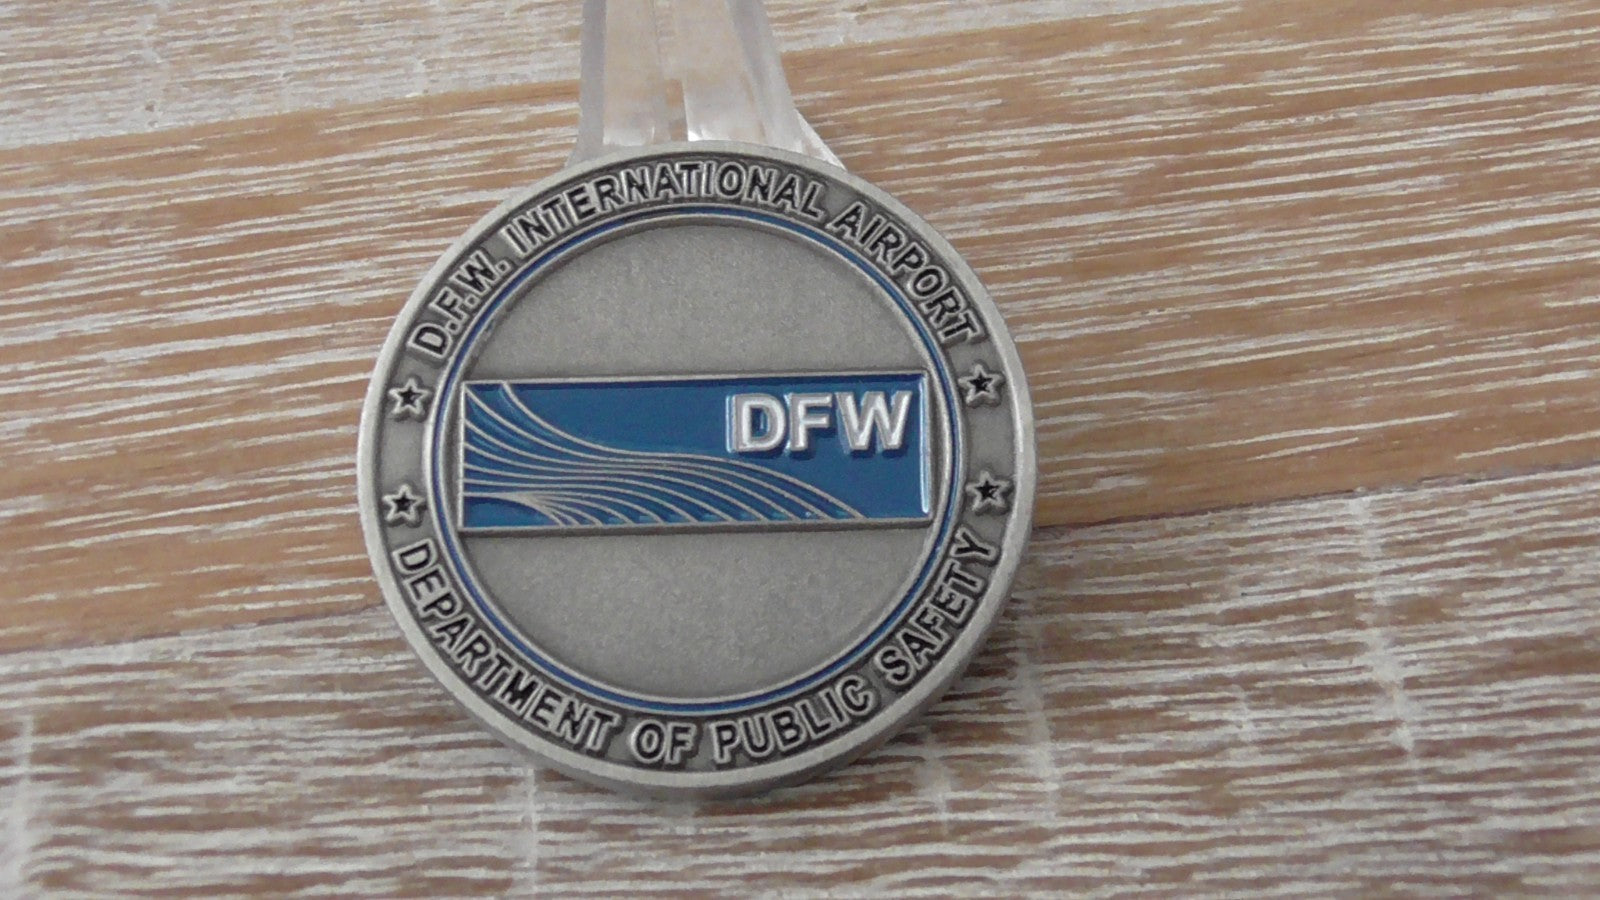 D.F.W. INTERNATIONAL AIRPORT
DFW
DEPARTMENT OF PUBLIC SAFETY